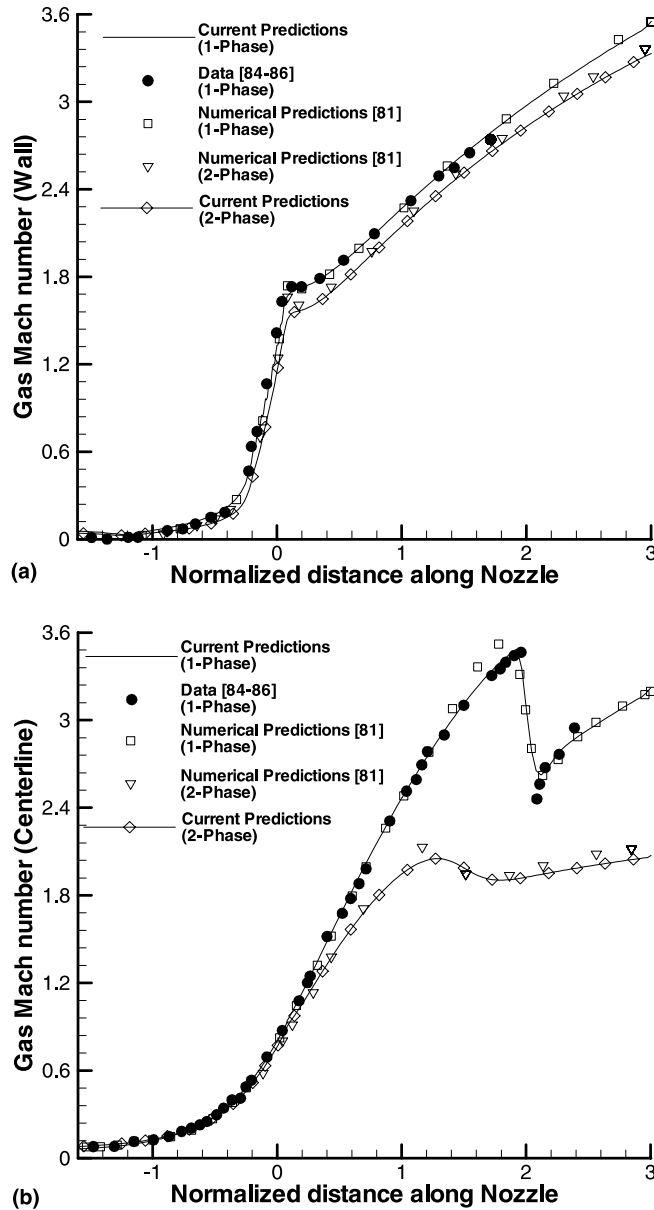 3.6
3
2.4
1.8
1.2
0.6
0
Gas Mach number (Wall)
Current Predictions
(1-Phase)
Data [84-86]
(1-Phase)
Numerical Predictions [81]
(1-Phase)
Numerical Predictions [81]
(2-Phase)
Current Predictions
(2-Phase)
-1
0
1
2
3
(a)
Normalized distance along Nozzle
3.6
3
2.4
1.8
1.2
0.6
0
Gas Mach number (Centerline)
Current Predictions
(1-Phase)
Data [84-86]
(1-Phase)
Numerical Predictions [81]
(1-Phase)
Numerical Predictions [81]
(2-Phase)
Current Predictions
(2-Phase)
-1
0
1
2
3
(b)
Normalized distance along Nozzle